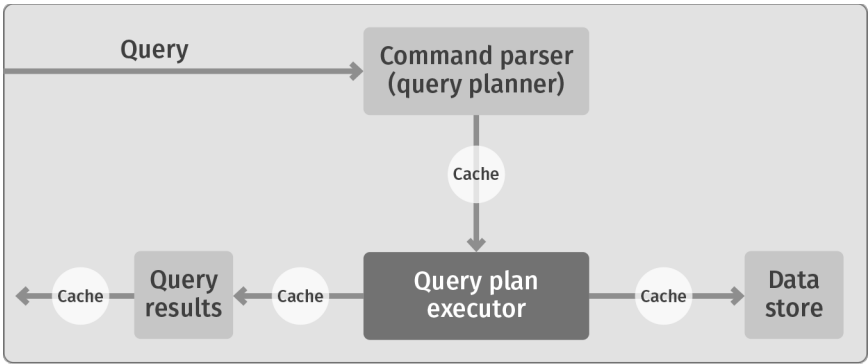 Query
Command parser
(query planner)
Cache
Cache
Query
results
Cache
Query plan
executor
Cache
Data
store